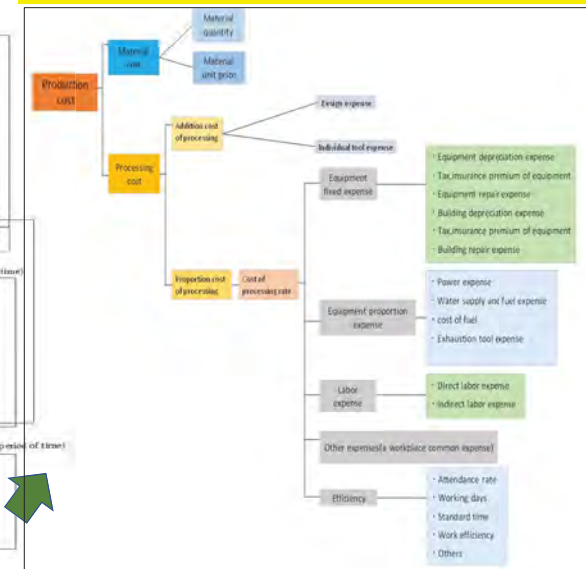 Production
cost
Material
cost
Material
quantity
Material
unit prior
Processing
cost
Addition cost
of processing
Design expense
Individual tool expense
Proportion cost
of processing
Cost of
processing rate
Equipment
fixed expense
· Equipment depreciation expense
· Tax,insurance premium of equipment
· Equipment repair expense
· Building depreciation expense
· Tax,insurance premium of equipment
· Building repair expense
Equipment proportion
expense
· Power expense
· Water supply and fuel expense
· cost of fuel
· Exhaustion tool expense
Labor
expense
· Direct labor expense
· Indirect labor expense
Other expenses(a workplace common expense)
Efficiency
· Attendance rate
· Working days
· Standard time
· Work efficiency
· Others
time)
period of time)